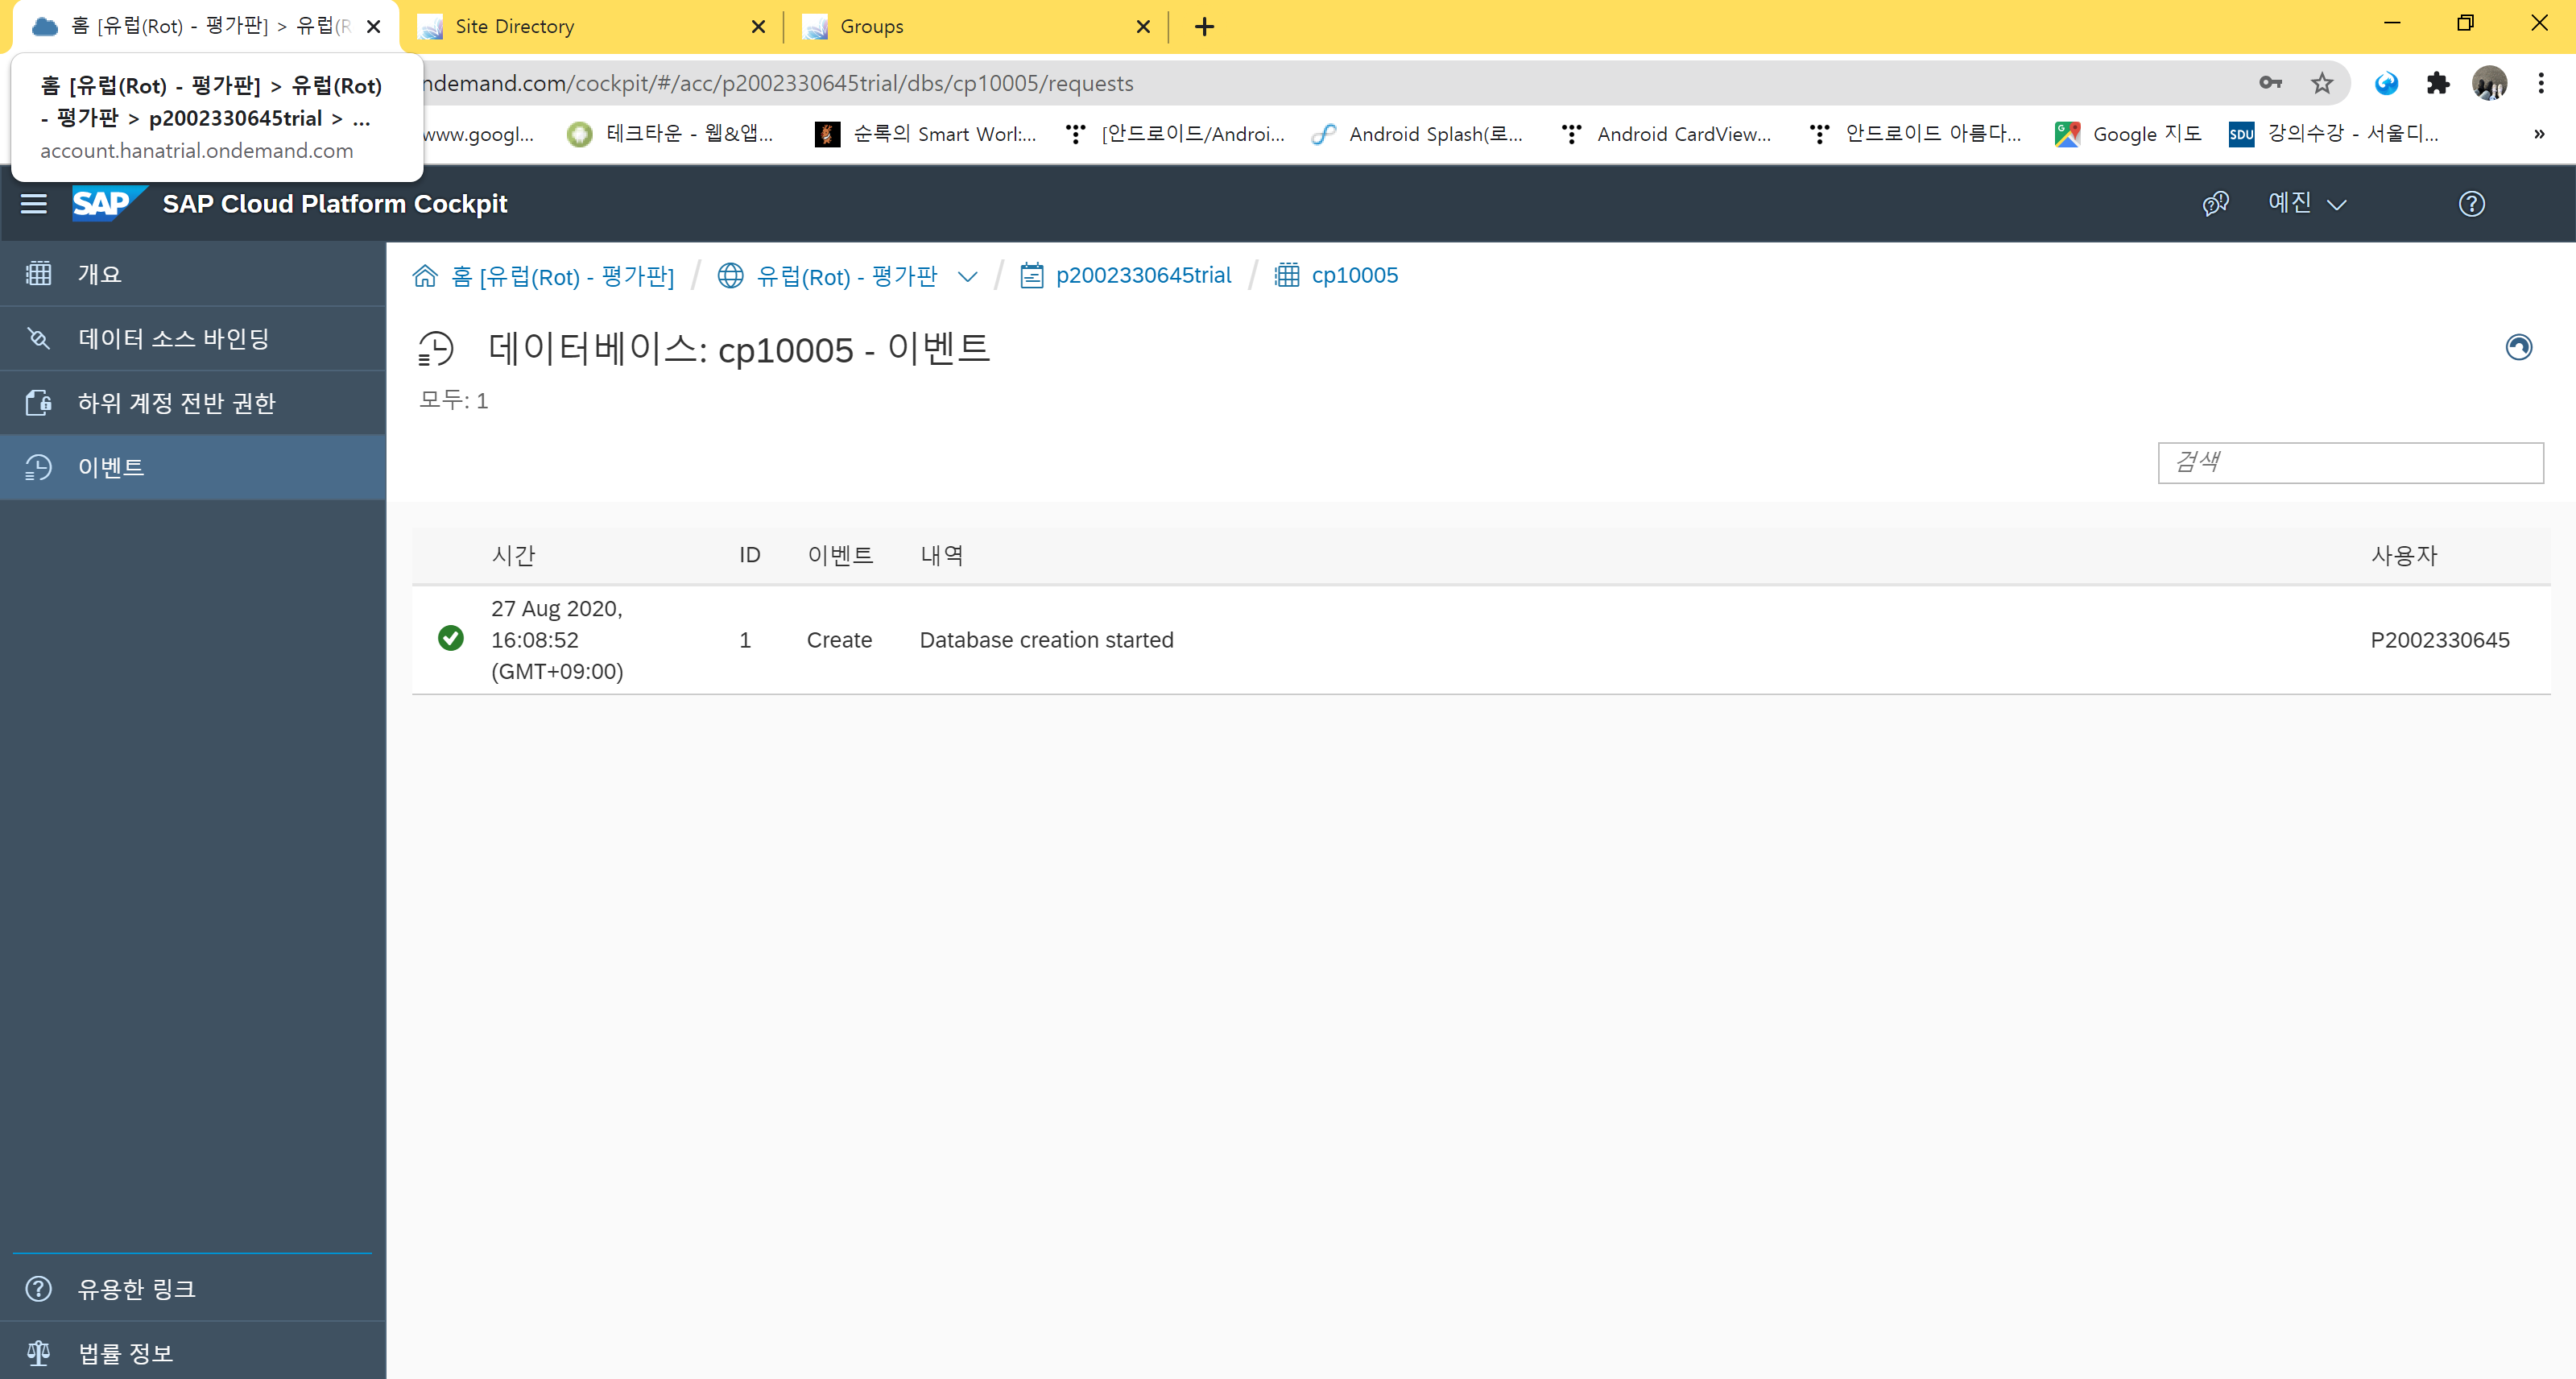 홈 [유럽(Rot) - 평가판] > 유럽(R
Site Directory
Groups
홈 [유럽(Rot) - 평가판] > 유럽(Rot)
- 평가판 > p2002330645trial > ...
account.hanatrial.ondemand.com
ndemand.com/cockpit/#/acc/p2002330645trial/dbs/cp10005/requests
www.googl...
테크타운 - 웹&앱...
순록의 Smart Worl:...
[안드로이드/Androi...
Android Splash(로...
Android CardView...
안드로이드 아름다...
Google 지도
SDU
강의수강 - 서울디...
»
SAP
SAP Cloud Platform Cockpit
예진
개요
데이터 소스 바인딩
하위 계정 전반 권한
이벤트
홈 [유럽(Rot) - 평가판] / 유럽(Rot) - 평가판 / p2002330645trial / cp10005
데이터베이스: cp10005 - 이벤트
모두: 1
검색
시간 ID 이벤트 내역 사용자
27 Aug 2020,
16:08:52
(GMT+09:00)
1 Create Database creation started P2002330645
유용한 링크
법률 정보